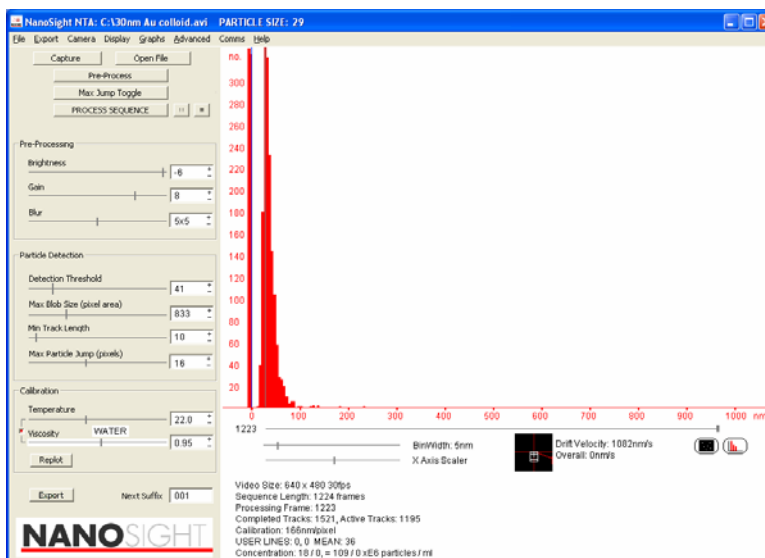 NanoSight NTA: C:\30nm Au colloid.avi PARTICLE SIZE: 29
File Export Camera Display Graphs Advanced Comms Help
Capture Open File
Pre-Process
Max Jump Toggle
PROCESS SEQUENCE
Pre-Processing
Brightness
-6
Gain
8
Blur
5x5
Particle Detection
Detection Threshold
41
Max Blob Size (pixel area)
833
Min Track Length
10
Max Particle Jump (pixels)
16
Calibration
Temperature
22.0
Viscosity WATER
0.95
Replot
Export Next Suffix 001
NANOSIGHT
no.
320
300
280
260
240
220
200
180
160
140
120
100
80
60
40
20
0 100 200 300 400 500 600 700 800 900 1000 nm
1223
BinWidth: 5nm
X Axis Scaler
Drift Velocity: 1082nm/s
Overall: 0nm/s
Video Size: 640 x 480 30fps
Sequence Length: 1224 frames
Processing Frame: 1223
Completed Tracks: 1521, Active Tracks: 1195
Calibration: 166nm/pixel
USER LINES: 0, 0 MEAN: 36
Concentration: 18 / 0, = 109 / 0 xE6 particles / ml